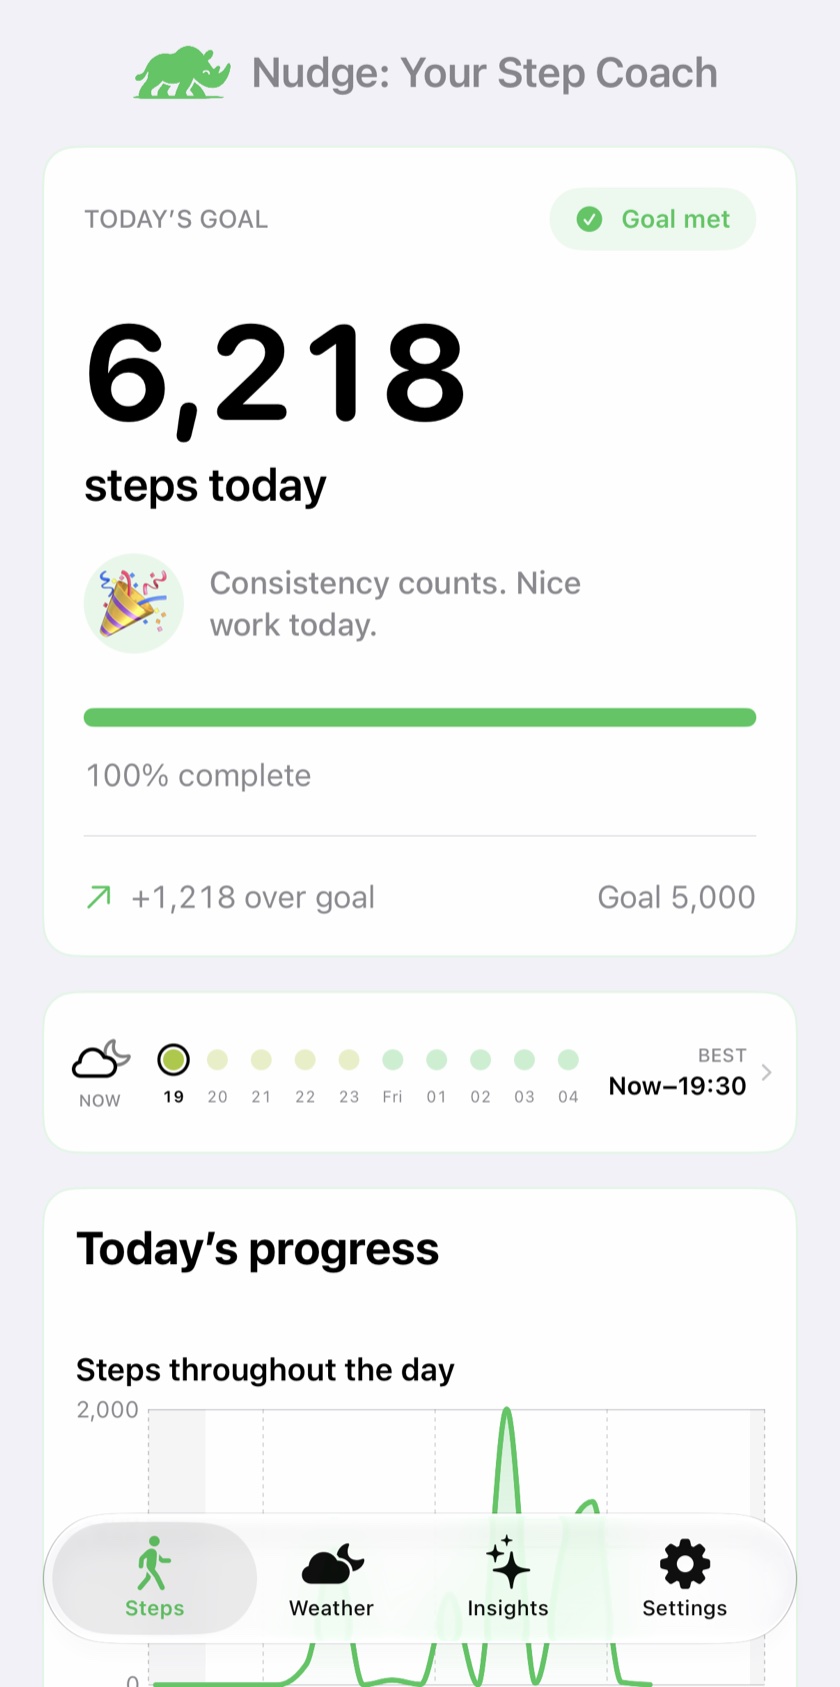 Nudge: Your Step Coach
TODAY’S GOAL
Goal met
6,218
steps today
Consistency counts. Nice
work today.
100% complete
+1,218 over goal
Goal 5,000
NOW
19 20 21 22 23 Fri 01 02 03 04
BEST
Now–19:30
Today’s progress
Steps throughout the day
2,000
Steps
Weather
Insights
Settings
0